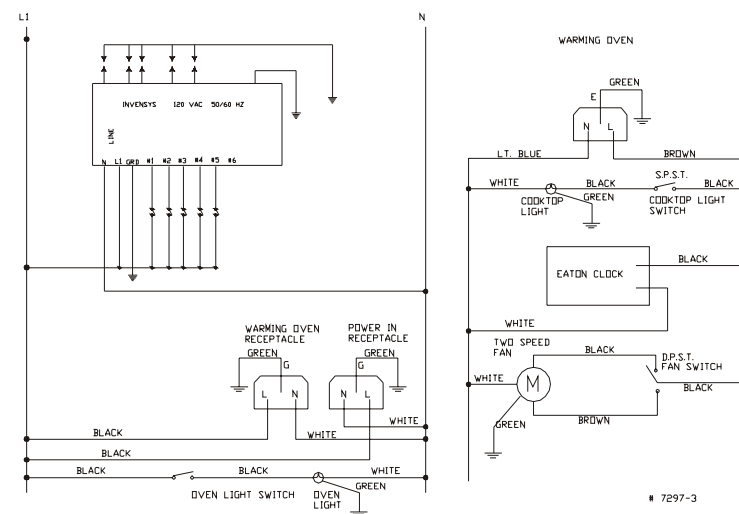 L1
N
INVENSYS 120 VAC 50/60 HZ
LINE
N L1 GRD #1 #2 #3 #4 #5 #6
WARMING OVEN
RECEPTACLE
GREEN
G
L N
POWER IN
RECEPTACLE
GREEN
G
N L
WHITE
BLACK
WHITE
BLACK
BLACK
BLACK
WHITE
GREEN
OVEN LIGHT SWITCH
OVEN
LIGHT
WARMING OVEN
GREEN
E
N L
LT. BLUE
BROWN
WHITE
BLACK
S.P.S.T.
BLACK
GREEN
COOKTOP
LIGHT
COOKTOP LIGHT
SWITCH
BLACK
EATON CLOCK
WHITE
TWO SPEED
FAN
BLACK
D.P.S.T.
FAN SWITCH
WHITE
M
BLACK
GREEN
BROWN
# 7297-3